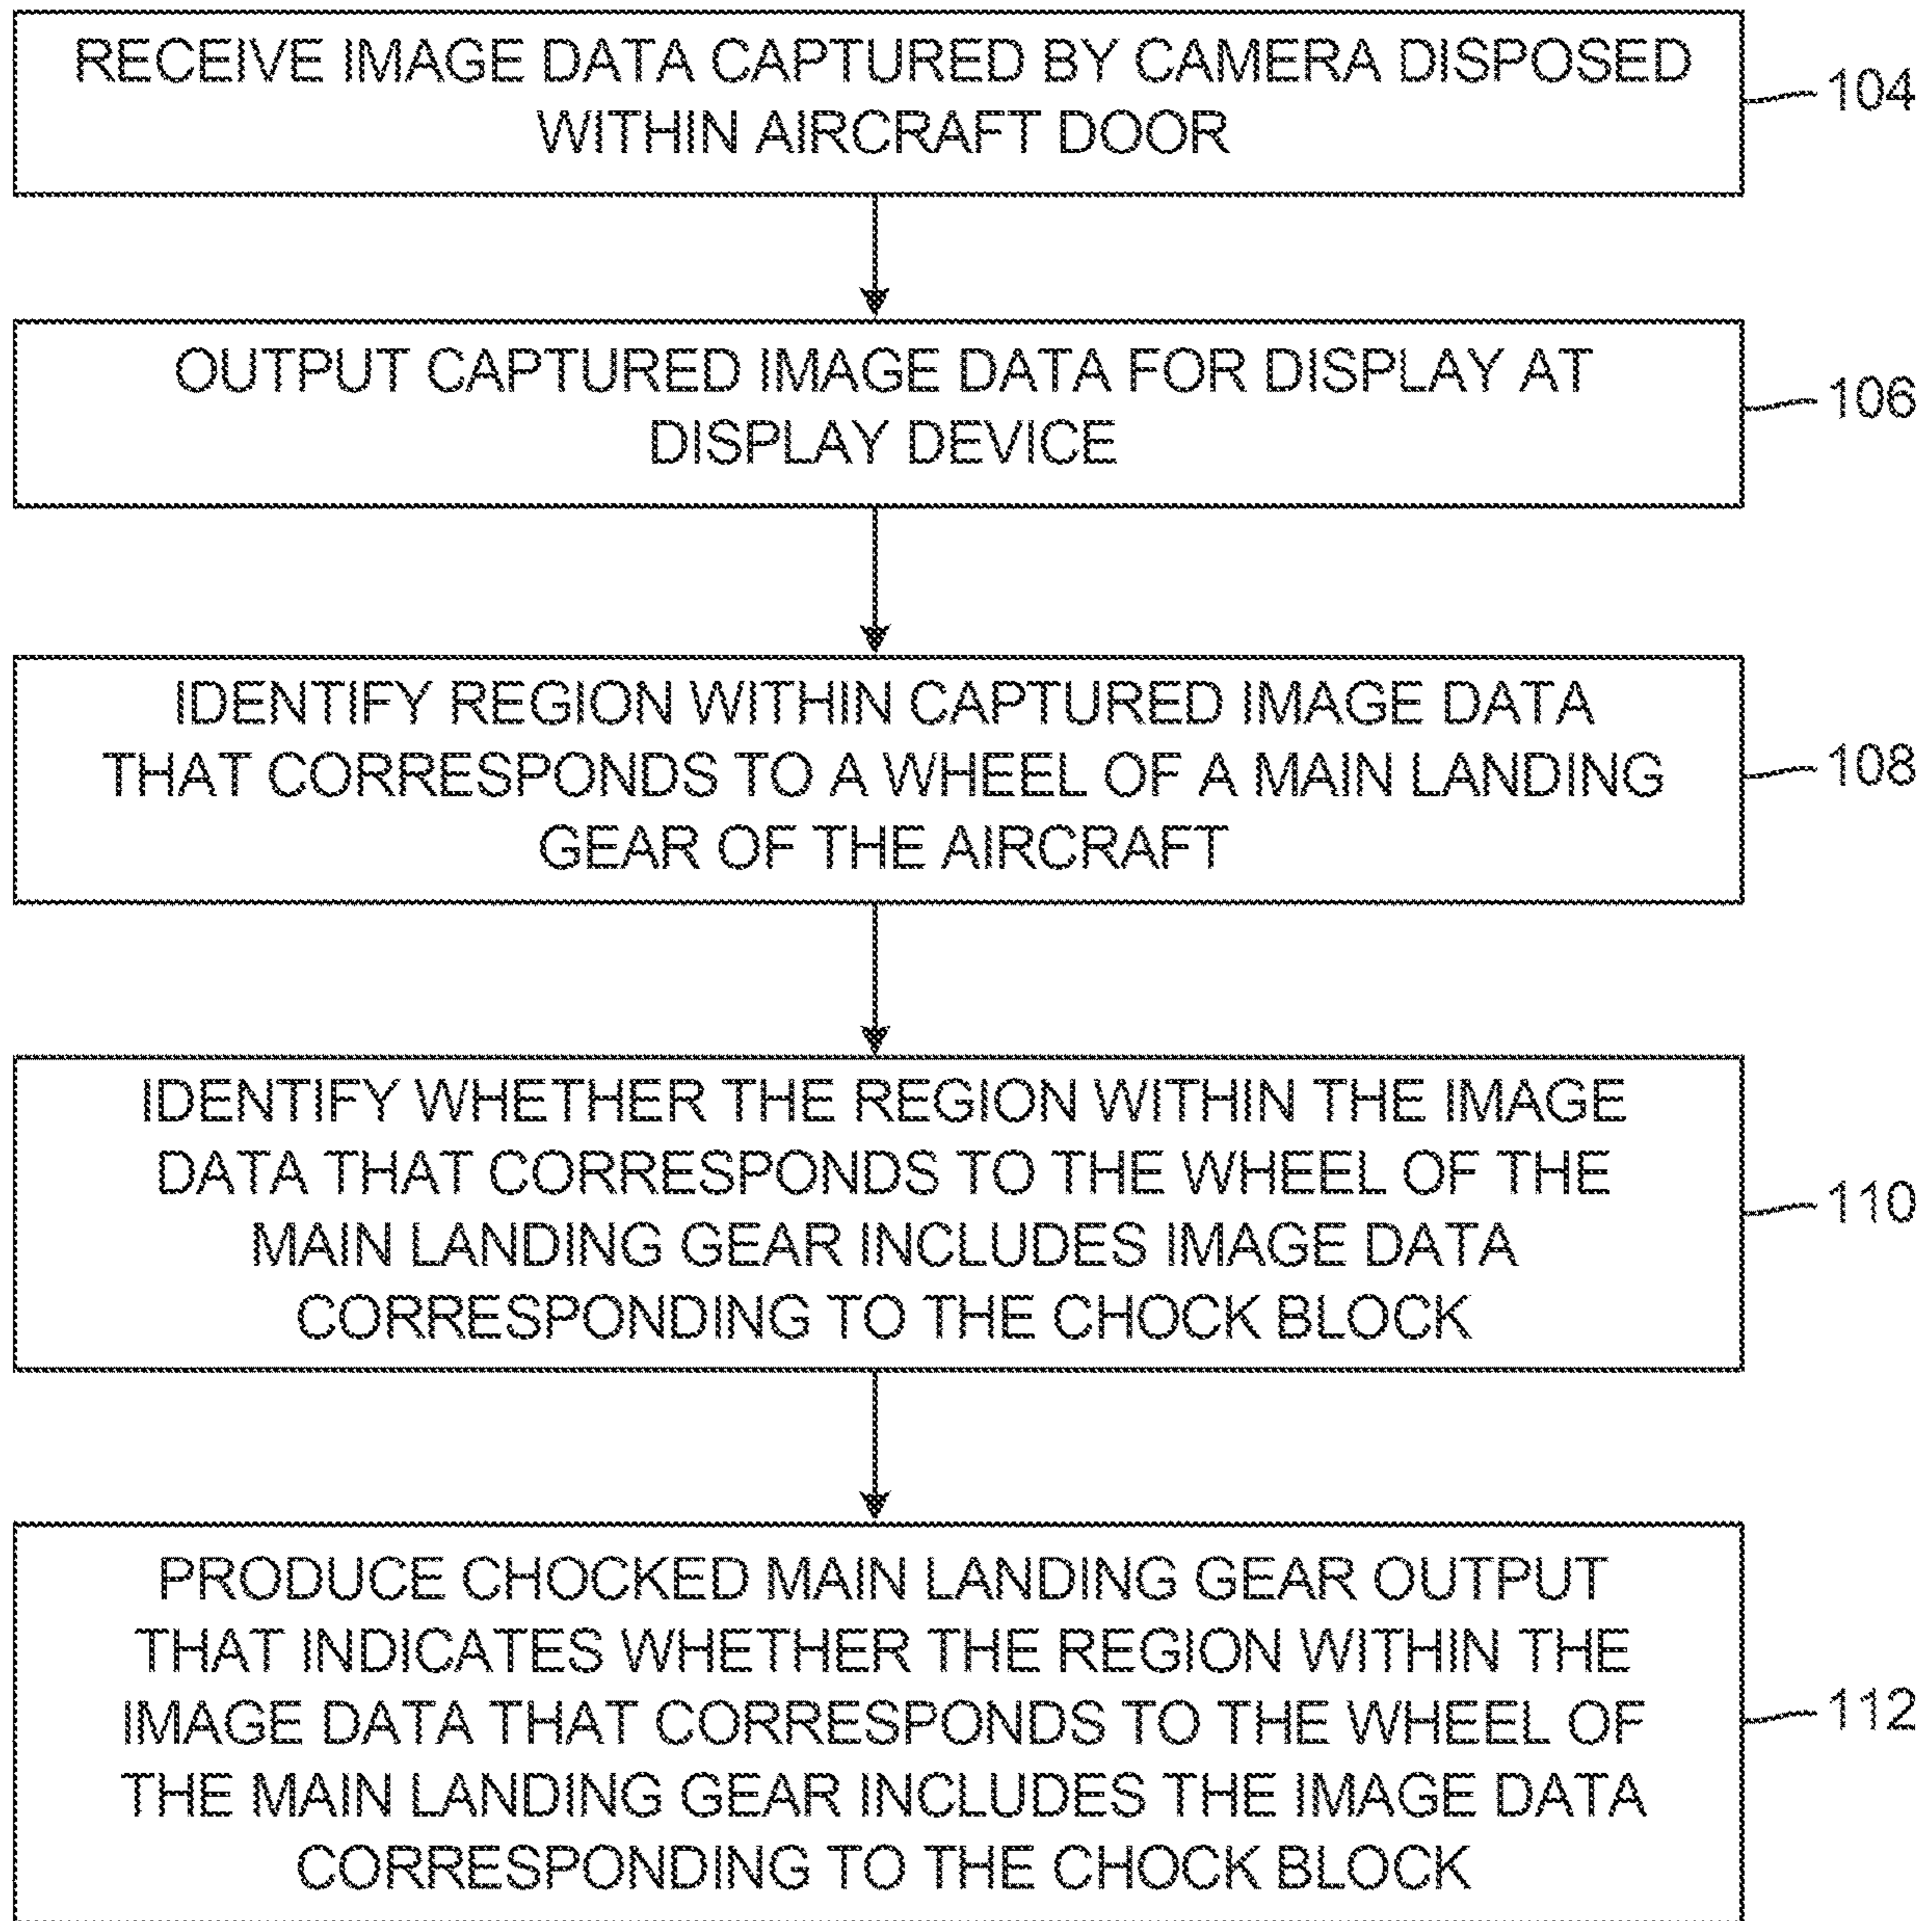 RECEIVE IMAGE DATA CAPTURED BY CAMERA DISPOSED
WITHIN AIRCRAFT DOOR
104
OUTPUT CAPTURED IMAGE DATA FOR DISPLAY AT
DISPLAY DEVICE
106
IDENTIFY REGION WITHIN CAPTURED IMAGE DATA
THAT CORRESPONDS TO A WHEEL OF A MAIN LANDING
GEAR OF THE AIRCRAFT
108
IDENTIFY WHETHER THE REGION WITHIN THE IMAGE
DATA THAT CORRESPONDS TO THE WHEEL OF THE
MAIN LANDING GEAR INCLUDES IMAGE DATA
CORRESPONDING TO THE CHOCK BLOCK
110
PRODUCE CHOCKED MAIN LANDING GEAR OUTPUT
THAT INDICATES WHETHER THE REGION WITHIN THE
IMAGE DATA THAT CORRESPONDS TO THE WHEEL OF
THE MAIN LANDING GEAR INCLUDES THE IMAGE DATA
CORRESPONDING TO THE CHOCK BLOCK
112